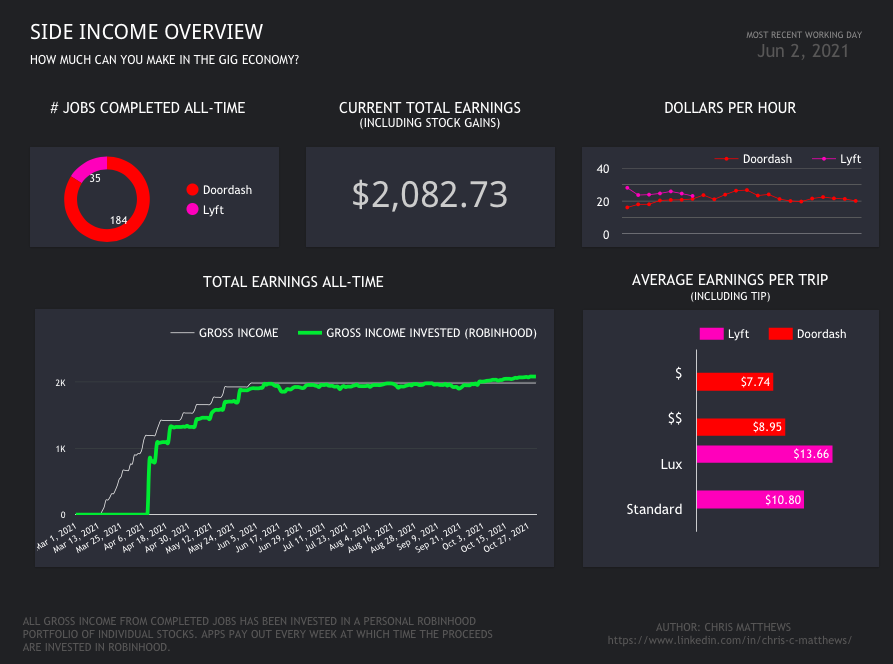 SIDE INCOME OVERVIEW
HOW MUCH CAN YOU MAKE IN THE GIG ECONOMY?
MOST RECENT WORKING DAY
Jun 2, 2021
# JOBS COMPLETED ALL-TIME
35
184
Doordash
Lyft
CURRENT TOTAL EARNINGS
(INCLUDING STOCK GAINS)
$2,082.73
DOLLARS PER HOUR
Doordash
Lyft
40
20
0
TOTAL EARNINGS ALL-TIME
GROSS INCOME
GROSS INCOME INVESTED (ROBINHOOD)
2K
1K
0
Mar 1, 2021
Mar 13, 2021
Mar 25, 2021
Apr 6, 2021
Apr 18, 2021
Apr 30, 2021
May 12, 2021
May 24, 2021
Jun 5, 2021
Jun 17, 2021
Jun 29, 2021
Jul 11, 2021
Jul 23, 2021
Aug 4, 2021
Aug 16, 2021
Aug 28, 2021
Sep 9, 2021
Sep 21, 2021
Oct 3, 2021
Oct 15, 2021
Oct 27, 2021
AVERAGE EARNINGS PER TRIP
(INCLUDING TIP)
Lyft
Doordash
$
$7.74
$$
$8.95
Lux
$13.66
Standard
$10.80
ALL GROSS INCOME FROM COMPLETED JOBS HAS BEEN INVESTED IN A PERSONAL ROBINHOOD
PORTFOLIO OF INDIVIDUAL STOCKS. APPS PAY OUT EVERY WEEK AT WHICH TIME THE PROCEEDS
ARE INVESTED IN ROBINHOOD.
AUTHOR: CHRIS MATTHEWS
https://www.linkedin.com/in/chris-c-matthews/